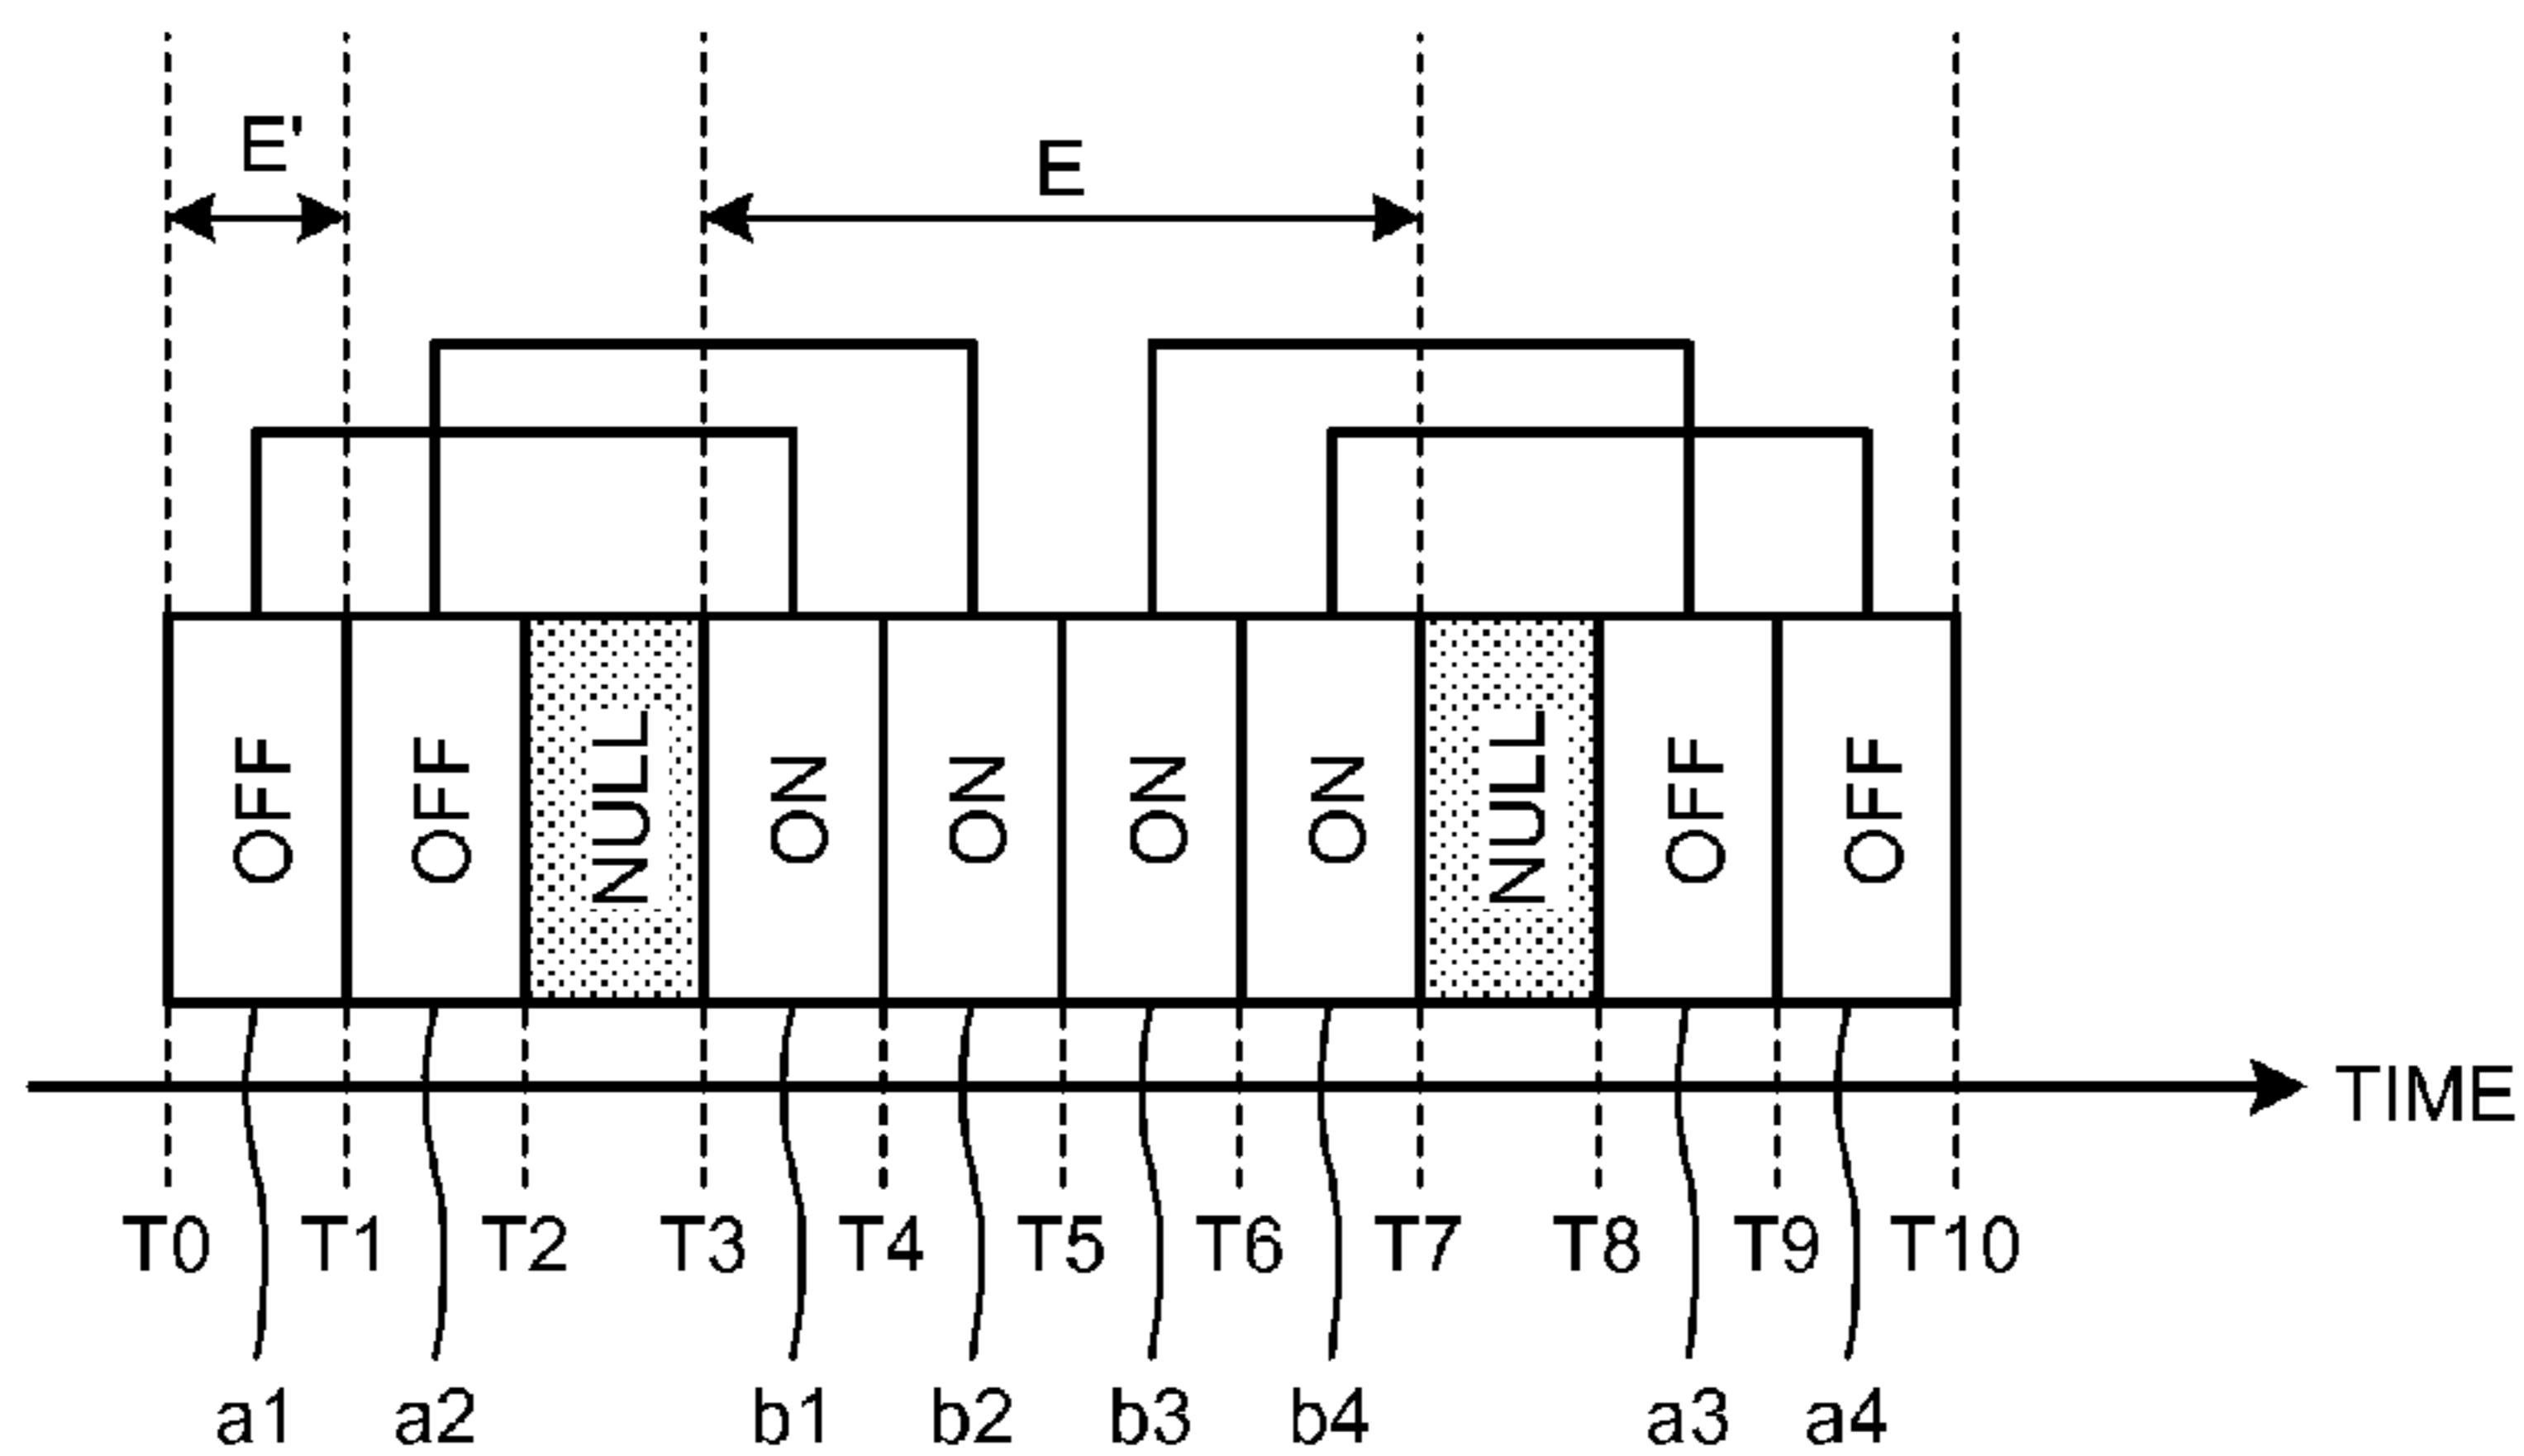 E'
E
OFF OFF NULL ON ON ON ON NULL OFF OFF
TIME
T0 T1 T2 T3 T4 T5 T6 T7 T8 T9 T10
a1 a2 b1 b2 b3 b4 a3 a4